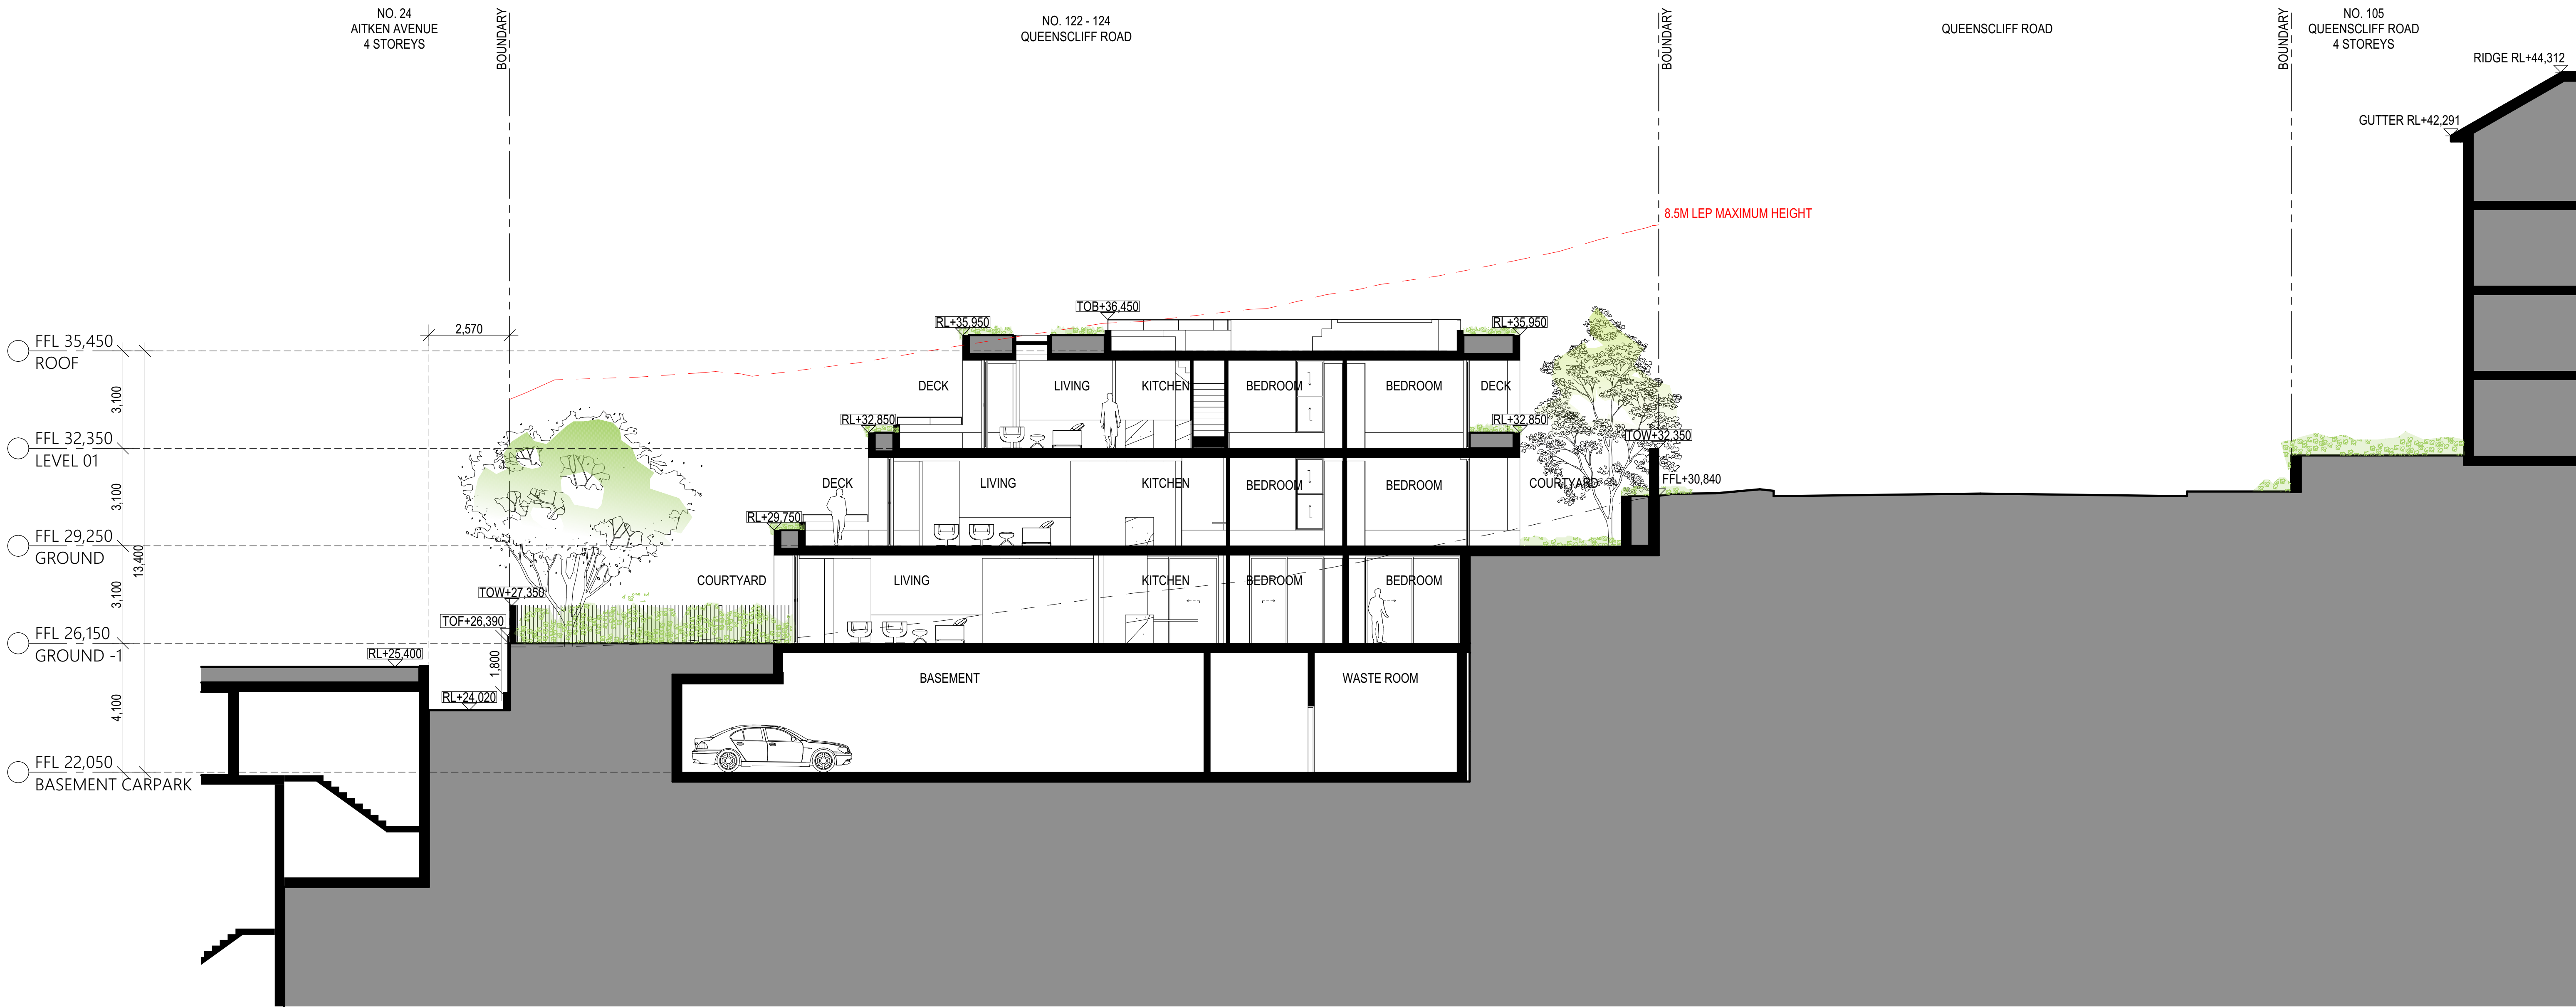 NO. 24
AITKEN AVENUE
4 STOREYS
BOUNDARY
NO. 122 - 124
QUEENSCLIFF ROAD
BOUNDARY
QUEENSCLIFF ROAD
BOUNDARY
NO. 105
QUEENSCLIFF ROAD
4 STOREYS
RIDGE RL+44,312
GUTTER RL+42,291
8.5M LEP MAXIMUM HEIGHT
FFL 35,450
ROOF
2,570
RL+35,950
TOB+36,450
RL+35,950
DECK
LIVING
KITCHEN
BEDROOM
BEDROOM
DECK
3,100
FFL 32,350
LEVEL 01
RL+32,850
RL+32,850
TOW+32,350
DECK
LIVING
KITCHEN
BEDROOM
BEDROOM
COURTYARD
FFL+30,840
3,100
RL+29,750
FFL 29,250
GROUND
13,400
3,100
COURTYARD
LIVING
KITCHEN
BEDROOM
BEDROOM
TOW+27,350
TOF+26,390
FFL 26,150
GROUND -1
RL+25,400
1,800
RL+24,020
4,100
BASEMENT
WASTE ROOM
FFL 22,050
BASEMENT CARPARK